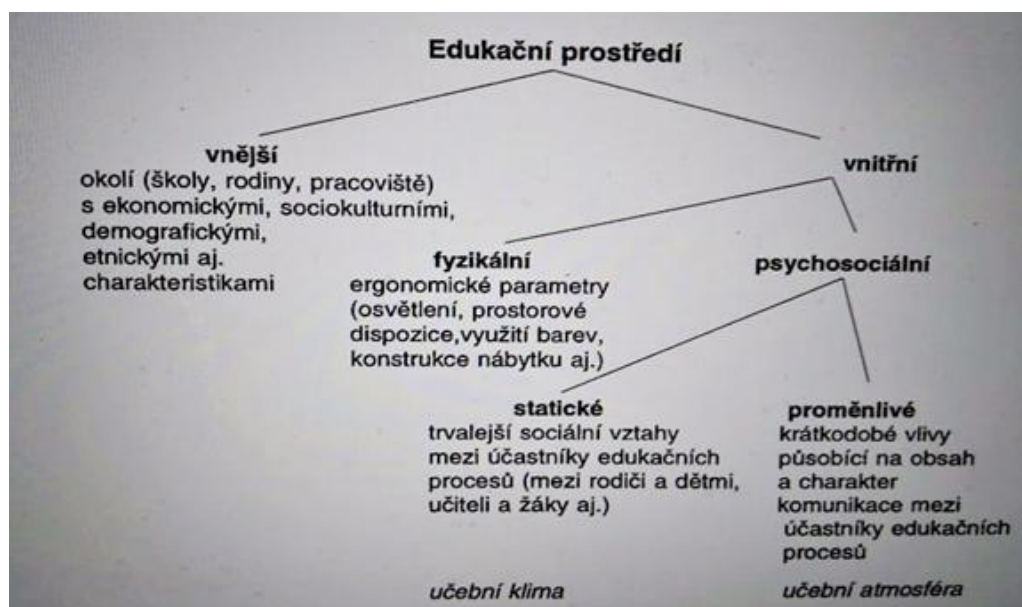 Edukační prostředí
vnější
okolí (školy, rodiny, pracoviště)
s ekonomickými, sociokulturními,
demografickými,
etnickými aj.
charakteristikami
vnitřní
fyzikální
ergonomické parametry
(osvětlení, prostorové
dispozice,využití barev,
konstrukce nábytku aj.)
psychosociální
statické
trvalejší sociální vztahy
mezi účastníky edukačních
procesů (mezi rodiči a dětmi,
učiteli a žáky aj.)
učební klima
proměnlivé
krátkodobé vlivy
působící na obsah
a charakter
komunikace mezi
účastníky edukačních
procesů
učební atmosféra